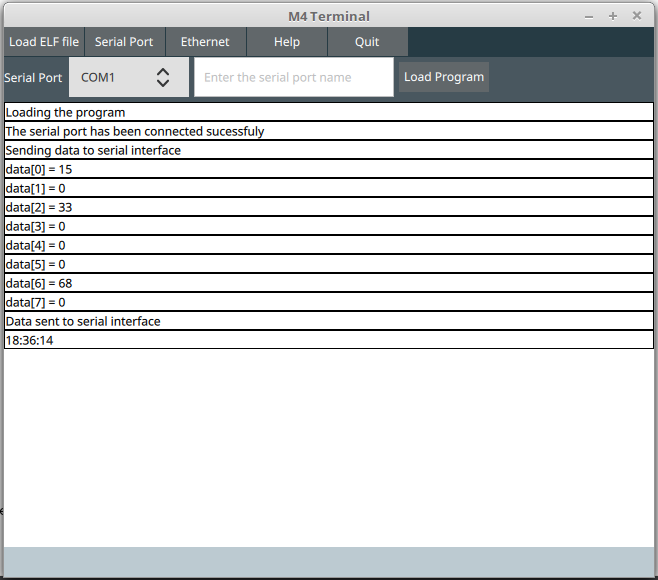 M4 Terminal
Load ELF file Serial Port Ethernet Help Quit
Serial Port COM1 Enter the serial port name Load Program
Loading the program
The serial port has been connected sucessfuly
Sending data to serial interface
data[0] = 15
data[1] = 0
data[2] = 33
data[3] = 0
data[4] = 0
data[5] = 0
data[6] = 68
data[7] = 0
Data sent to serial interface
18:36:14